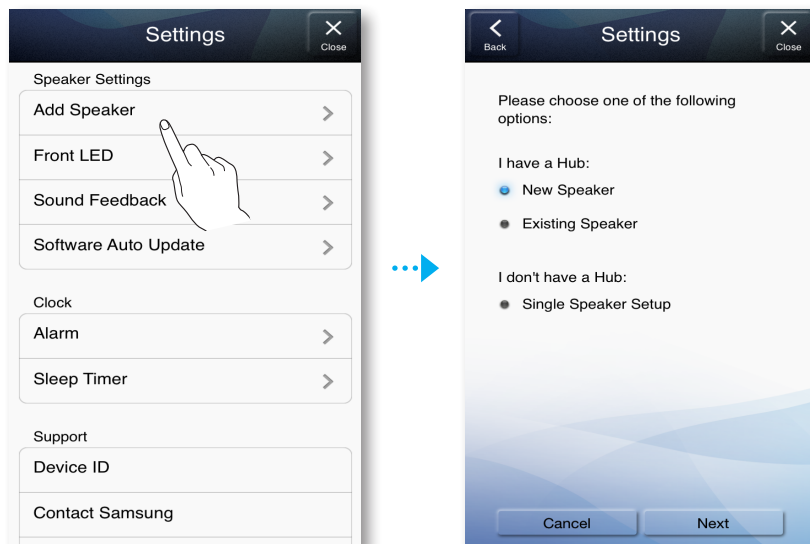 Settings
Close
Speaker Settings
Add Speaker
Front LED
Sound Feedback
Software Auto Update
Clock
Alarm
Sleep Timer
Support
Device ID
Contact Samsung
Back
Settings
Close
Please choose one of the following
options:
I have a Hub:
New Speaker
Existing Speaker
I don't have a Hub:
Single Speaker Setup
Cancel
Next